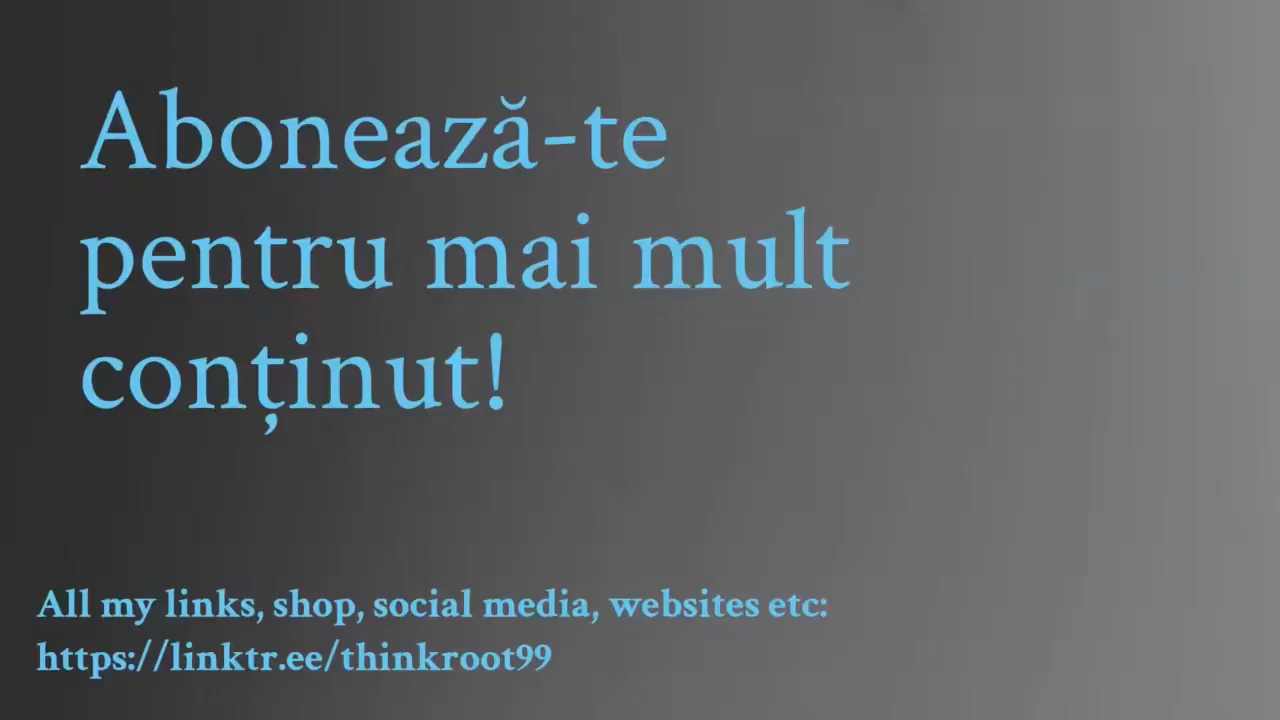 Abonează-te
pentru mai mult
conținut!
All my links, shop, social media, websites etc:
https://linktr.ee/thinkroot99